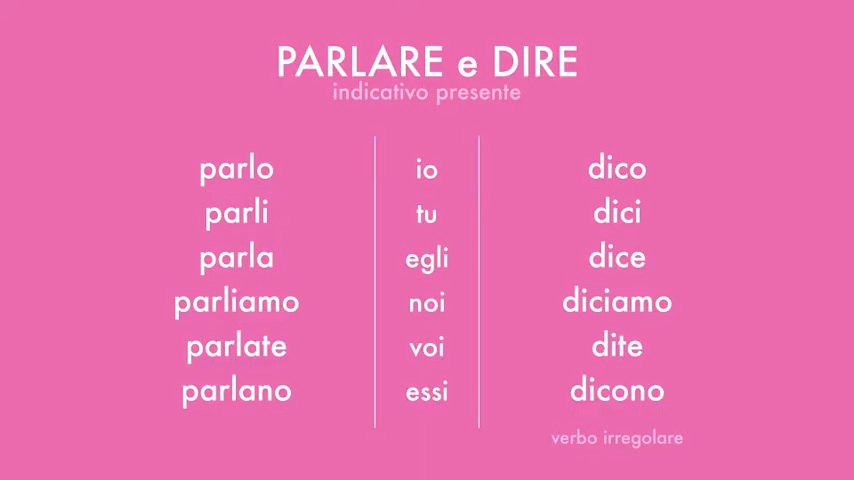 PARLARE e DIRE
indicativo presente
parlo io dico
parli tu dici
parla egli dice
parliamo noi diciamo
parlate voi dite
parlano essi dicono
verbo irregolare